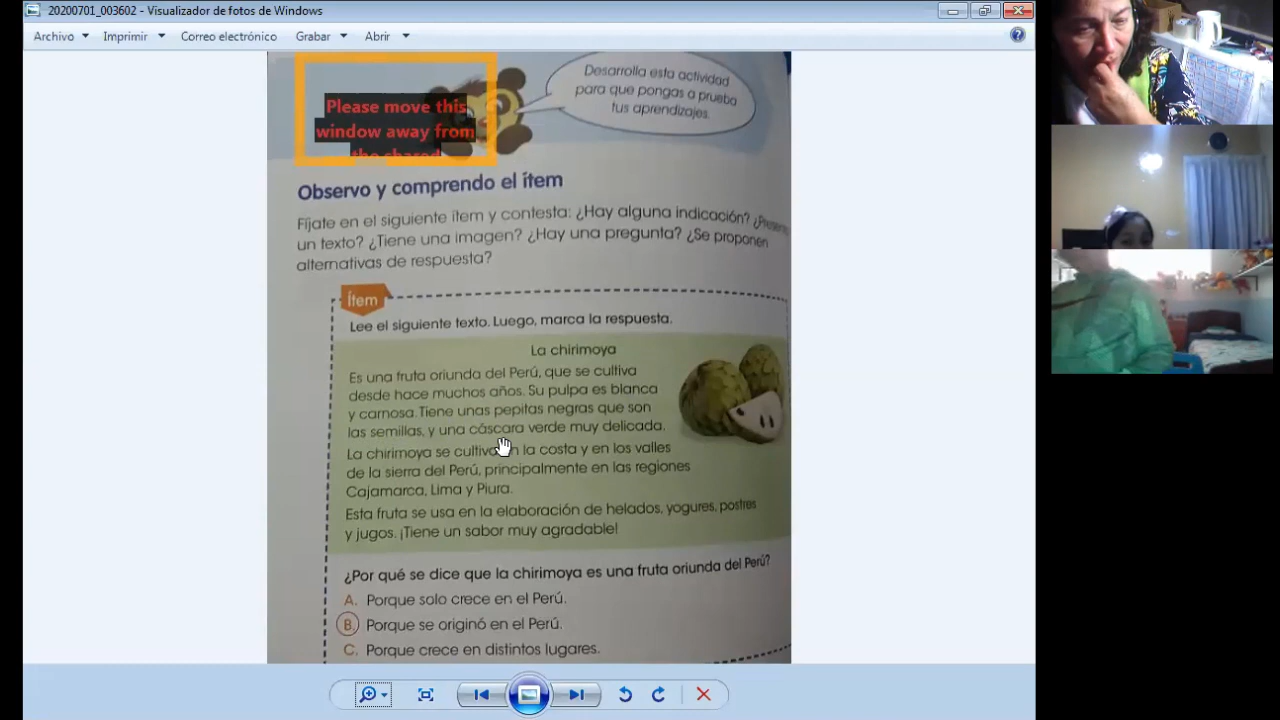 20200701_003602 - Visualizador de fotos de Windows
Archivo Imprimir Correo electrónico Grabar Abrir
Desarrolla esta actividad
para que pongas a prueba
tus aprendizajes.
Please move this
window away from
the shared
Observo y comprendo el ítem
Fíjate en el siguiente ítem y contesta: ¿Hay alguna indicación? ¿Presenta
un texto? ¿Tiene una imagen? ¿Hay una pregunta? ¿Se proponen
alternativas de respuesta?
Ítem
Lee el siguiente texto. Luego, marca la respuesta.
La chirimoya
Es una fruta oriunda del Perú, que se cultiva
desde hace muchos años. Su pulpa es blanca
y carnosa. Tiene unas pepitas negras que son
las semillas, y una cáscara verde muy delicada.
La chirimoya se cultiva en la costa y en los valles
de la sierra del Perú, principalmente en las regiones
Cajamarca, Lima y Piura.
Esta fruta se usa en la elaboración de helados, yogures, postres
y jugos. ¡Tiene un sabor muy agradable!
¿Por qué se dice que la chirimoya es una fruta oriunda del Perú?
A. Porque solo crece en el Perú.
B. Porque se originó en el Perú.
C. Porque crece en distintos lugares.